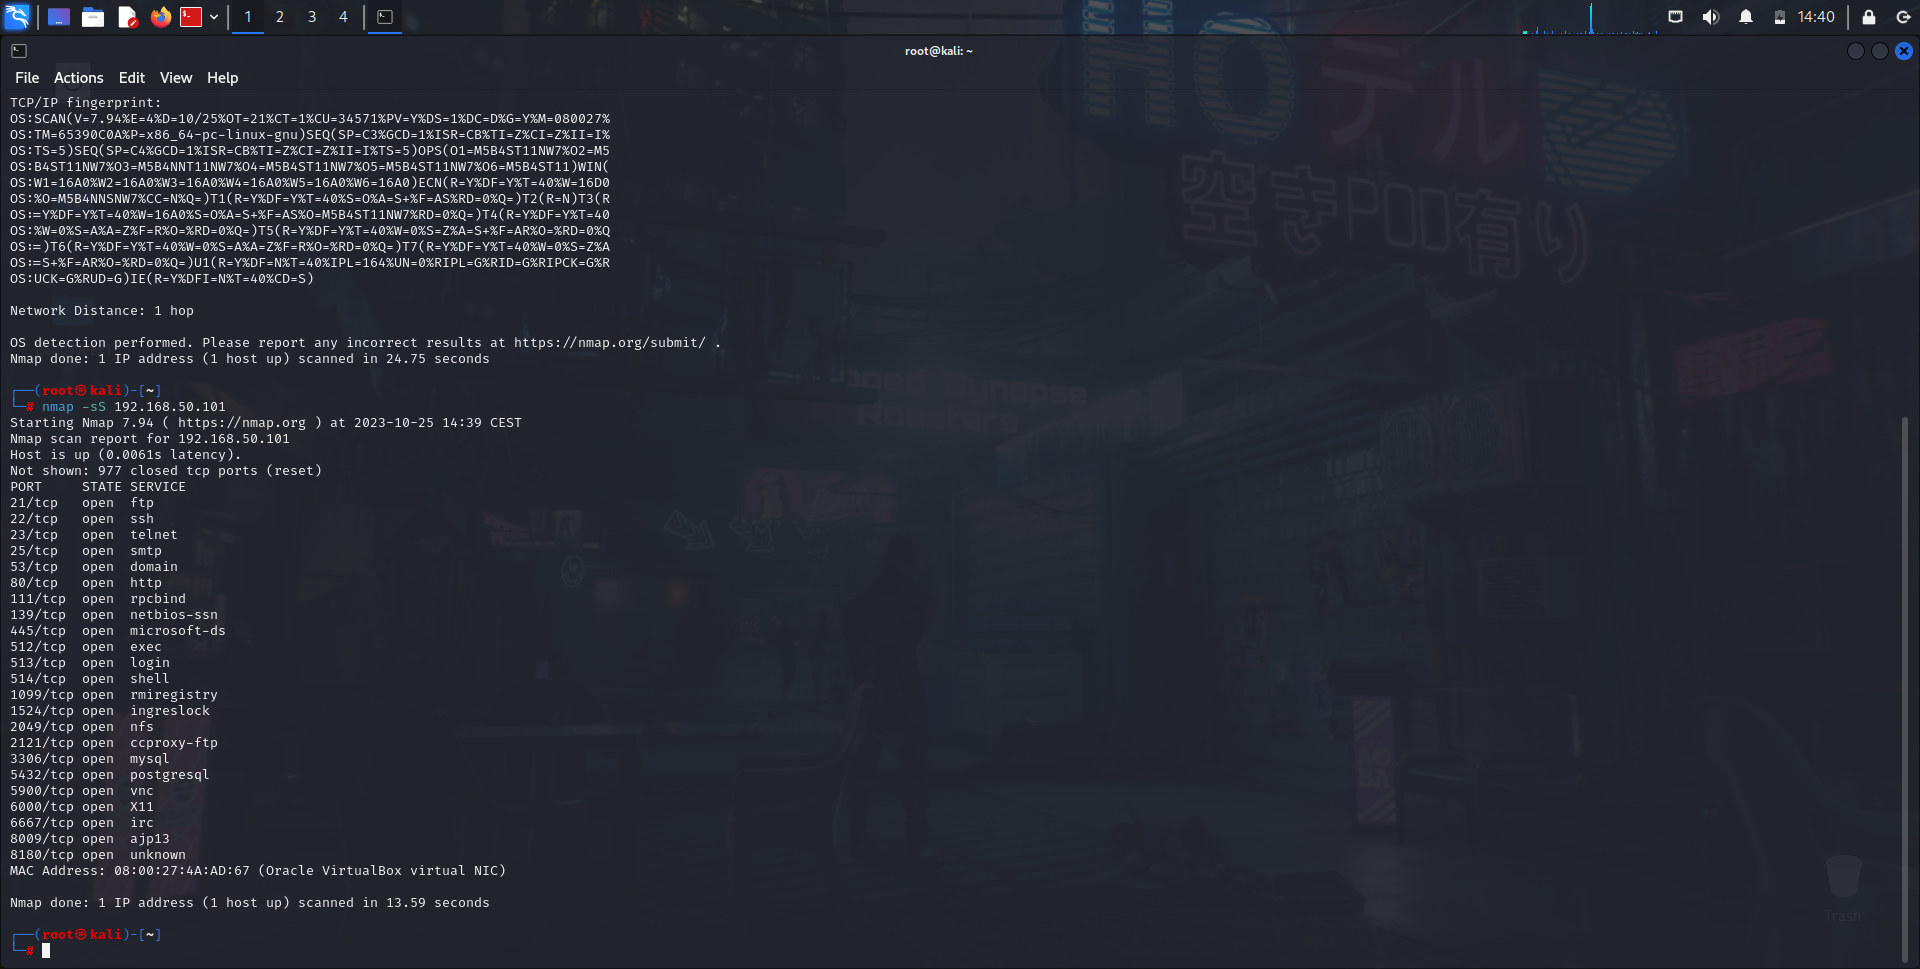 1 2 3 4
14:40
root@kali: ~
File Actions Edit View Help
TCP/IP fingerprint:
OS:SCAN(V=7.94%E=4%D=10/25%OT=21%CT=1%CU=34571%PV=Y%DS=1%DC=D%G=Y%M=080027%
OS:TM=65390C0A%P=x86_64-pc-linux-gnu)SEQ(SP=C3%GCD=1%ISR=CB%TI=Z%CI=Z%II=I%
OS:TS=5)SEQ(SP=C4%GCD=1%ISR=CB%TI=Z%CI=Z%II=I%TS=5)OPS(O1=M5B4ST11NW7%O2=M5
OS:B4ST11NW7%O3=M5B4NNT11NW7%O4=M5B4ST11NW7%O5=M5B4ST11NW7%O6=M5B4ST11)WIN(
OS:W1=16A0%W2=16A0%W3=16A0%W4=16A0%W5=16A0%W6=16A0)ECN(R=Y%DF=Y%T=40%W=16D0
OS:%O=M5B4NNSNW7%CC=N%Q=)T1(R=Y%DF=Y%T=40%S=O%A=S+%F=AS%RD=0%Q=)T2(R=N)T3(R
OS:=Y%DF=Y%T=40%W=16A0%S=O%A=S+%F=AS%O=M5B4ST11NW7%RD=0%Q=)T4(R=Y%DF=Y%T=40
OS:%W=0%S=A%A=Z%F=R%O=%RD=0%Q=)T5(R=Y%DF=Y%T=40%W=0%S=Z%A=S+%F=AR%O=%RD=0%Q
OS:=)T6(R=Y%DF=Y%T=40%W=0%S=A%A=Z%F=R%O=%RD=0%Q=)T7(R=Y%DF=Y%T=40%W=0%S=Z%A
OS:=S+%F=AR%O=%RD=0%Q=)U1(R=Y%DF=N%T=40%IPL=164%UN=0%RIPL=G%RID=G%RIPCK=G%R
OS:UCK=G%RUD=G)IE(R=Y%DFI=N%T=40%CD=S)
Network Distance: 1 hop
OS detection performed. Please report any incorrect results at https://nmap.org/submit/ .
Nmap done: 1 IP address (1 host up) scanned in 24.75 seconds
┌──(root㉿kali)-[~]
└─# nmap -sS 192.168.50.101
Starting Nmap 7.94 ( https://nmap.org ) at 2023-10-25 14:39 CEST
Nmap scan report for 192.168.50.101
Host is up (0.0061s latency).
Not shown: 977 closed tcp ports (reset)
PORT STATE SERVICE
21/tcp open ftp
22/tcp open ssh
23/tcp open telnet
25/tcp open smtp
53/tcp open domain
80/tcp open http
111/tcp open rpcbind
139/tcp open netbios-ssn
445/tcp open microsoft-ds
512/tcp open exec
513/tcp open login
514/tcp open shell
1099/tcp open rmiregistry
1524/tcp open ingreslock
2049/tcp open nfs
2121/tcp open ccproxy-ftp
3306/tcp open mysql
5432/tcp open postgresql
5900/tcp open vnc
6000/tcp open X11
6667/tcp open irc
8009/tcp open ajp13
8180/tcp open unknown
MAC Address: 08:00:27:4A:AD:67 (Oracle VirtualBox virtual NIC)
Nmap done: 1 IP address (1 host up) scanned in 13.59 seconds
┌──(root㉿kali)-[~]
└─#
Hoテル
空きPOD有り
Trash